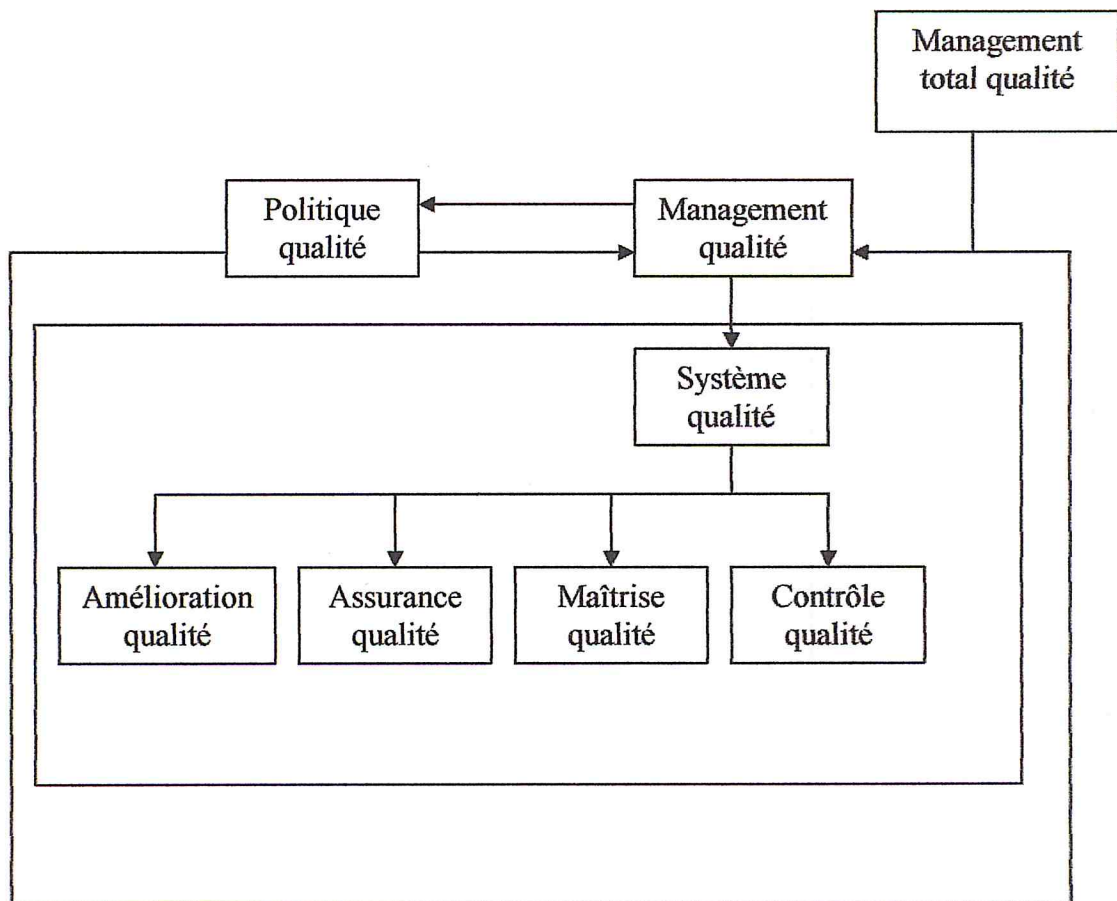 Management
total qualité
Politique
qualité
Management
qualité
Système
qualité
Amélioration
qualité
Assurance
qualité
Maîtrise
qualité
Contrôle
qualité